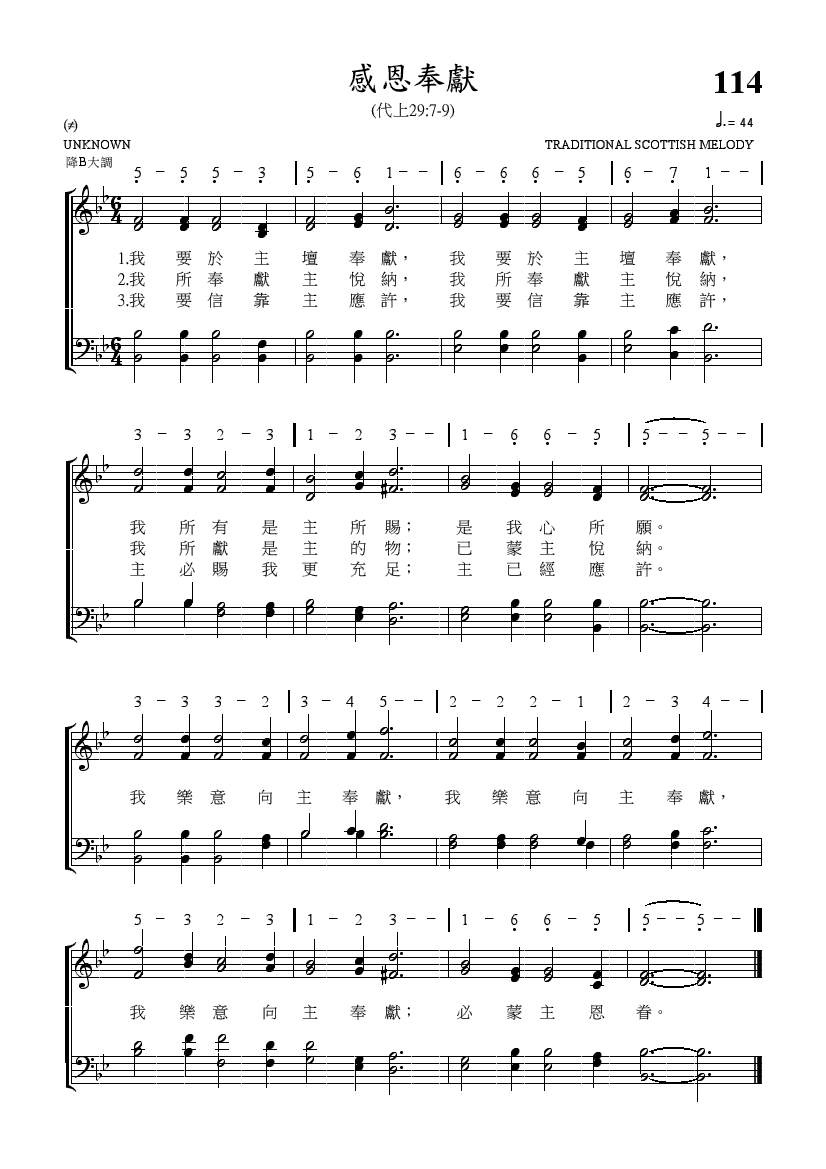 感恩奉獻
114
(代上29:7-9)
(≠)
𝅗𝅥. = 44
UNKNOWN
TRADITIONAL SCOTTISH MELODY
降B大調
5 - 5 5 - 3 | 5 - 6 1 - - | 6 - 6 6 - 5 | 6 - 7 1 - - |
1.我 要 於 主 壇 奉 獻， 我 要 於 主 壇 奉 獻，
2.我 所 奉 獻 主 悅 納， 我 所 奉 獻 主 悅 納，
3.我 要 信 靠 主 應 許， 我 要 信 靠 主 應 許，
3 - 3 2 - 3 | 1 - 2 3 - - | 1 - 6 6 - 5 | 5 - - 5 - - |
我 所 有 是 主 所 賜； 是 我 心 所 願。
我 所 獻 是 主 的 物； 已 蒙 主 悅 納。
主 必 賜 我 更 充 足； 主 已 經 應 許。
3 - 3 3 - 2 | 3 - 4 5 - - | 2 - 2 2 - 1 | 2 - 3 4 - - |
我 樂 意 向 主 奉 獻， 我 樂 意 向 主 奉 獻，
5 - 3 2 - 3 | 1 - 2 3 - - | 1 - 6 6 - 5 | 5 - - 5 - -
我 樂 意 向 主 奉 獻； 必 蒙 主 恩 眷。